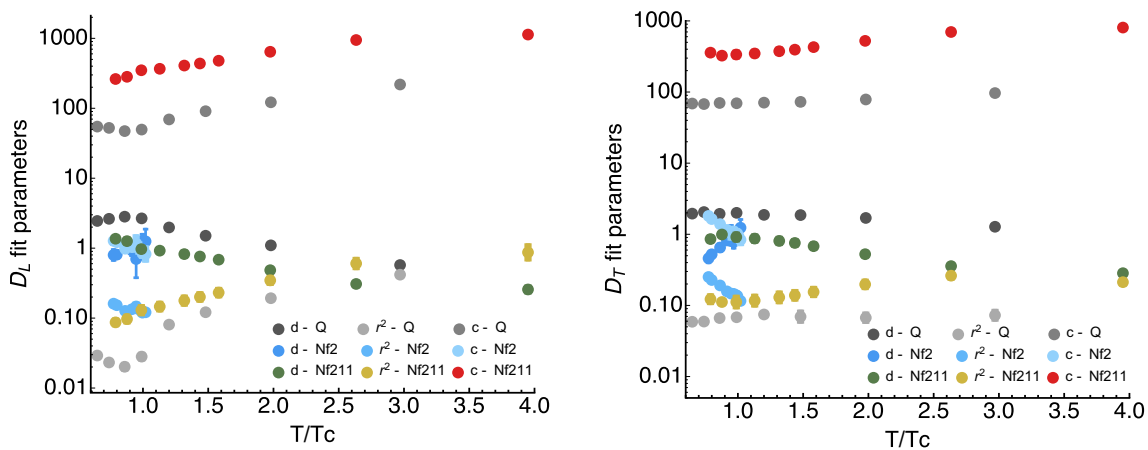 1000
100
10
1
0.10
0.01
D_L fit parameters
1.0 1.5 2.0 2.5 3.0 3.5 4.0
T/Tc
d - Q r² - Q c - Q
d - Nf2 r² - Nf2 c - Nf2
d - Nf211 r² - Nf211 c - Nf211
1000
100
10
1
0.10
0.01
D_T fit parameters
1.0 1.5 2.0 2.5 3.0 3.5 4.0
T/Tc
d - Q r² - Q c - Q
d - Nf2 r² - Nf2 c - Nf2
d - Nf211 r² - Nf211 c - Nf211